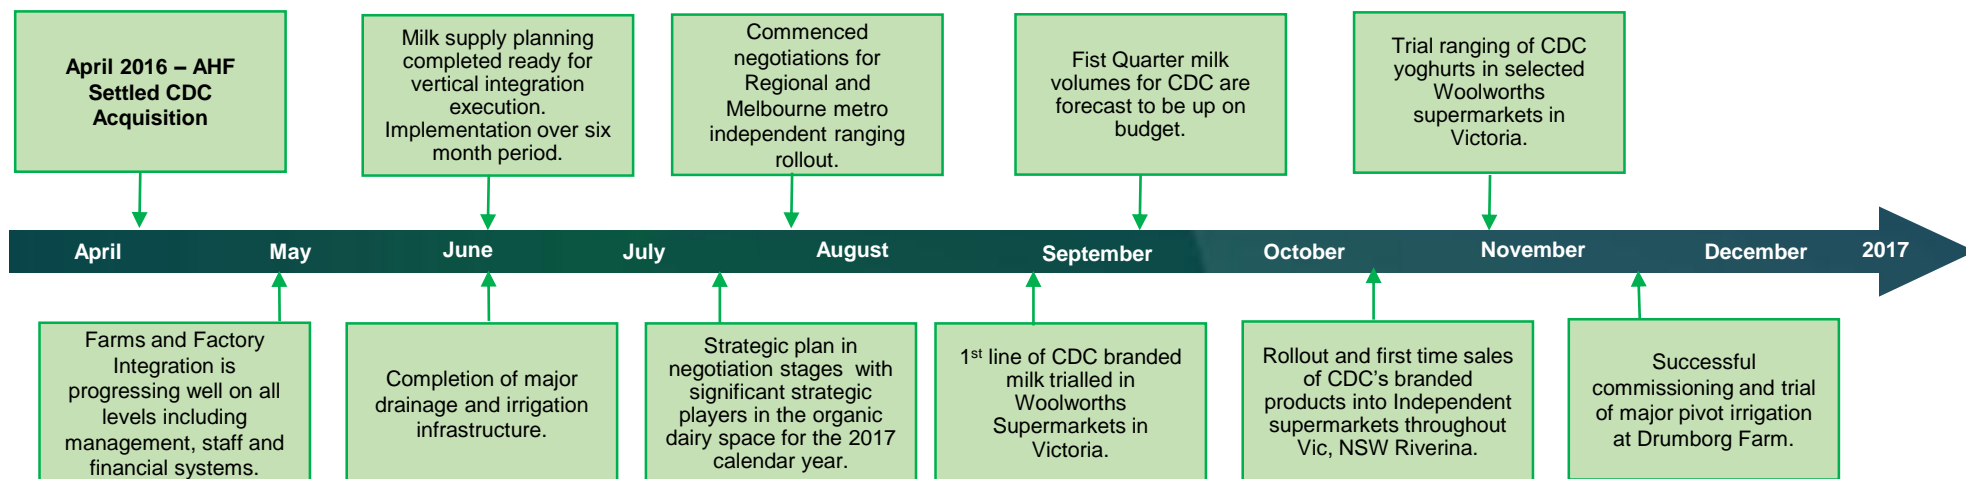 April 2016 – AHF
Settled CDC
Acquisition
Milk supply planning
completed ready for
vertical integration
execution.
Implementation over six
month period.
Commenced
negotiations for
Regional and
Melbourne metro
independent ranging
rollout.
Fist Quarter milk
volumes for CDC are
forecast to be up on
budget.
Trial ranging of CDC
yoghurts in selected
Woolworths
supermarkets in
Victoria.
April
May
June
July
August
September
October
November
December
2017
Farms and Factory
Integration is
progressing well on all
levels including
management, staff and
financial systems.
Completion of major
drainage and irrigation
infrastructure.
Strategic plan in
negotiation stages with
significant strategic
players in the organic
dairy space for the 2017
calendar year.
1st line of CDC branded
milk trialled in
Woolworths
Supermarkets in
Victoria.
Rollout and first time sales
of CDC’s branded
products into Independent
supermarkets throughout
Vic, NSW Riverina.
Successful
commissioning and trial
of major pivot irrigation
at Drumborg Farm.